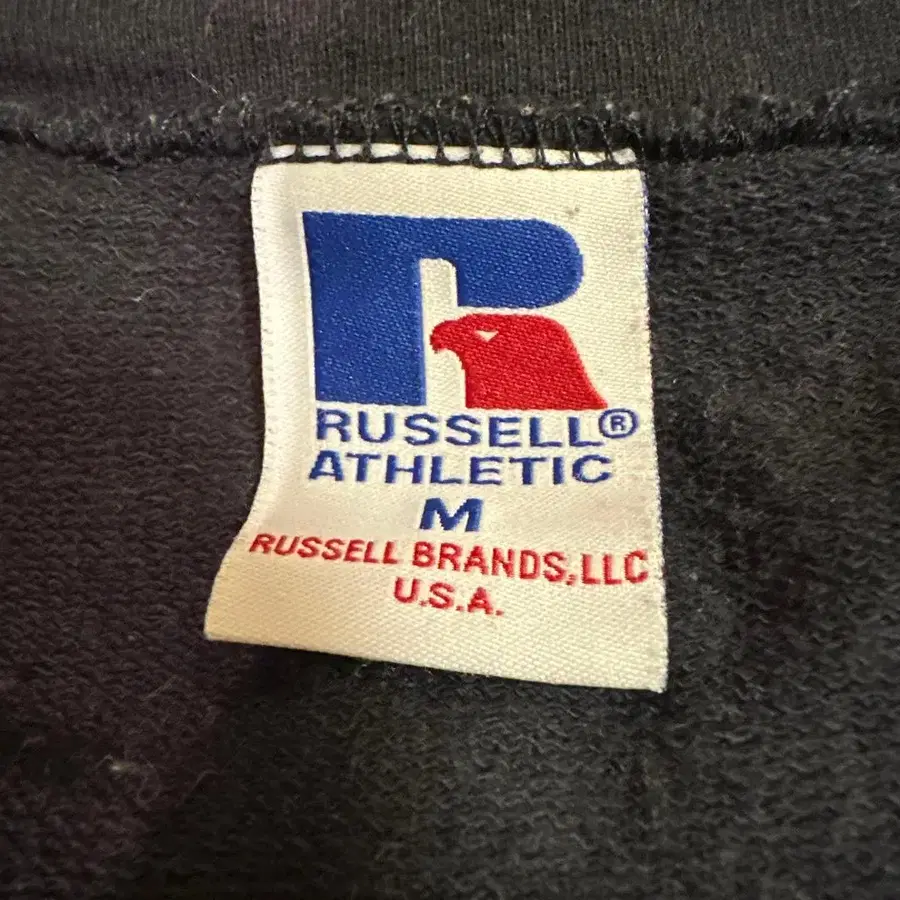 RUSSELL®
ATHLETIC
M
RUSSELL BRANDS, LLC
U.S.A.